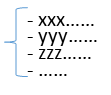 - xxx……
- yyy……
- zzz……
- ……